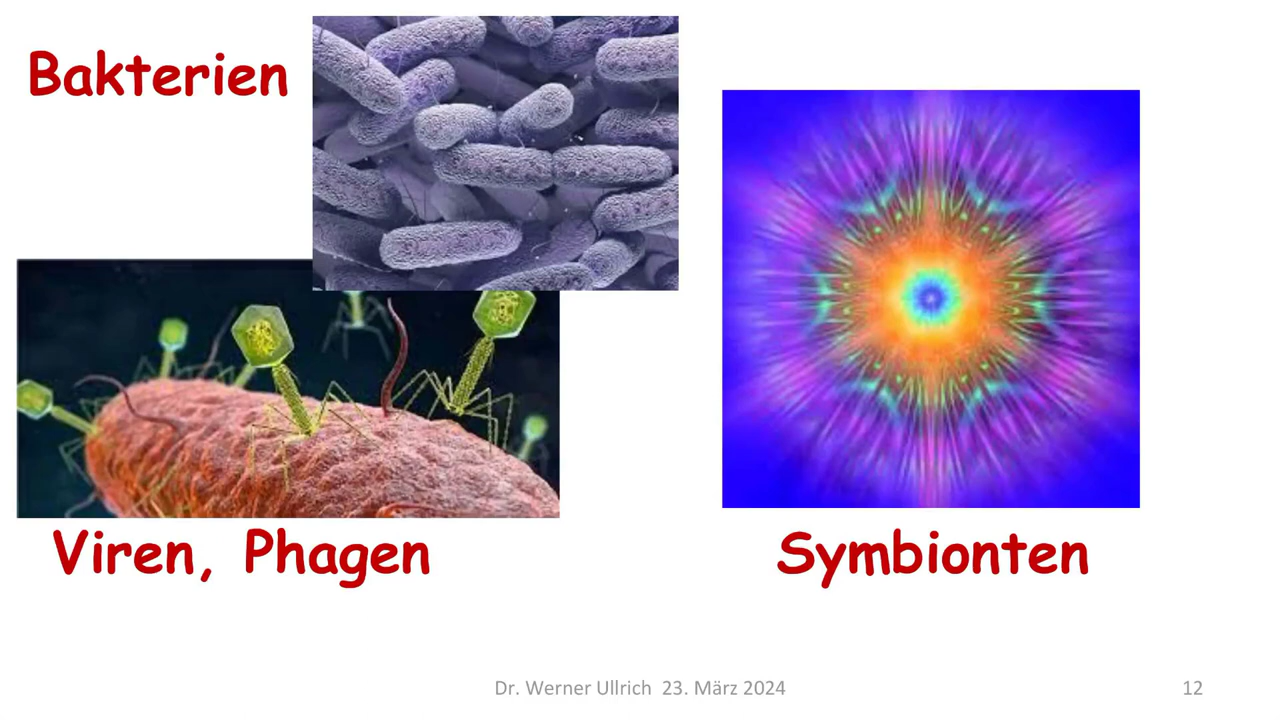 Bakterien
Viren, Phagen
Symbionten
Dr. Werner Ullrich  23. März 2024
12